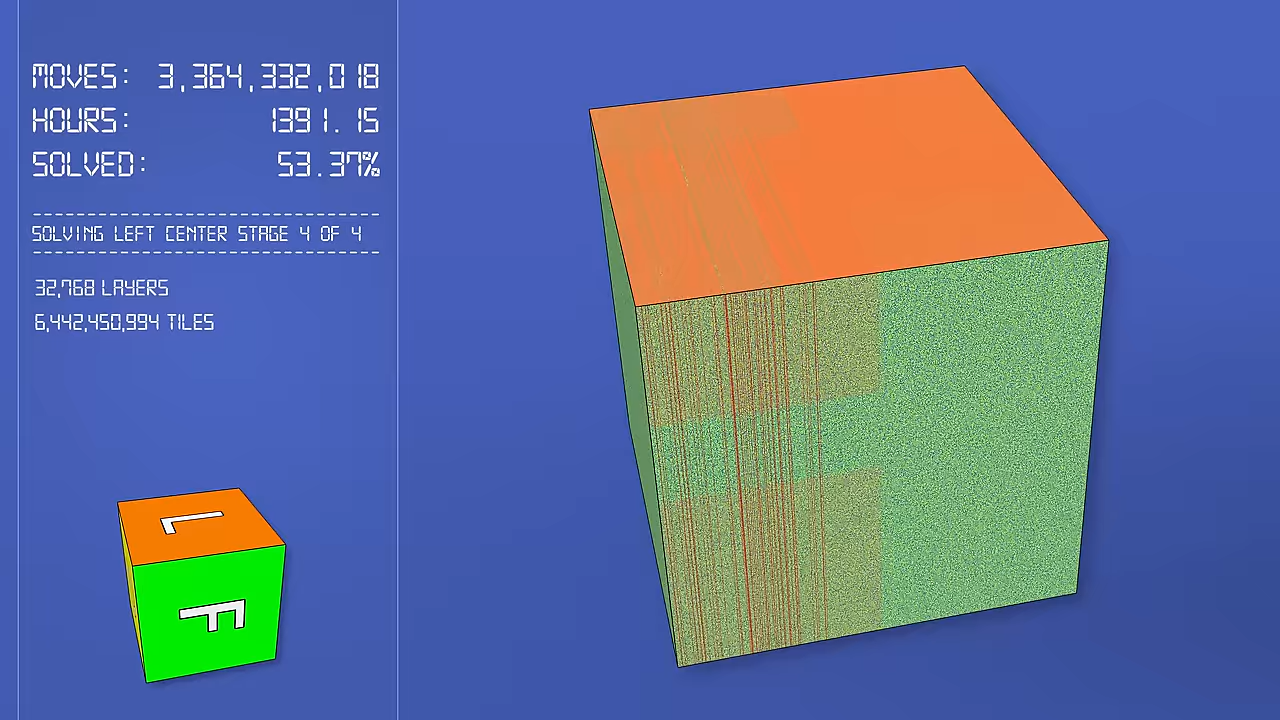 MOVES: 3,364,332,018
HOURS: 1391.15
SOLVED: 53.37%
SOLVING LEFT CENTER STAGE 4 OF 4
32,768 LAYERS
6,442,450,994 TILES
L
F